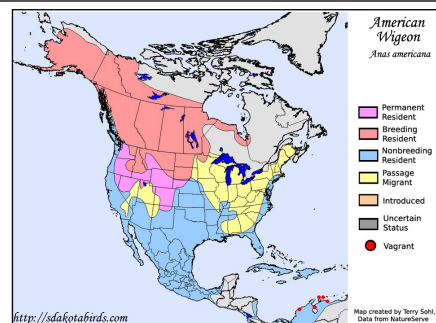 American
Wigeon
Anas americana
Permanent
Resident
Breeding
Resident
Nonbreeding
Resident
Passage
Migrant
Introduced
Uncertain
Status
Vagrant
http://sdakotabirds.com
Map created by Terry Sohl,
Data from NatureServe